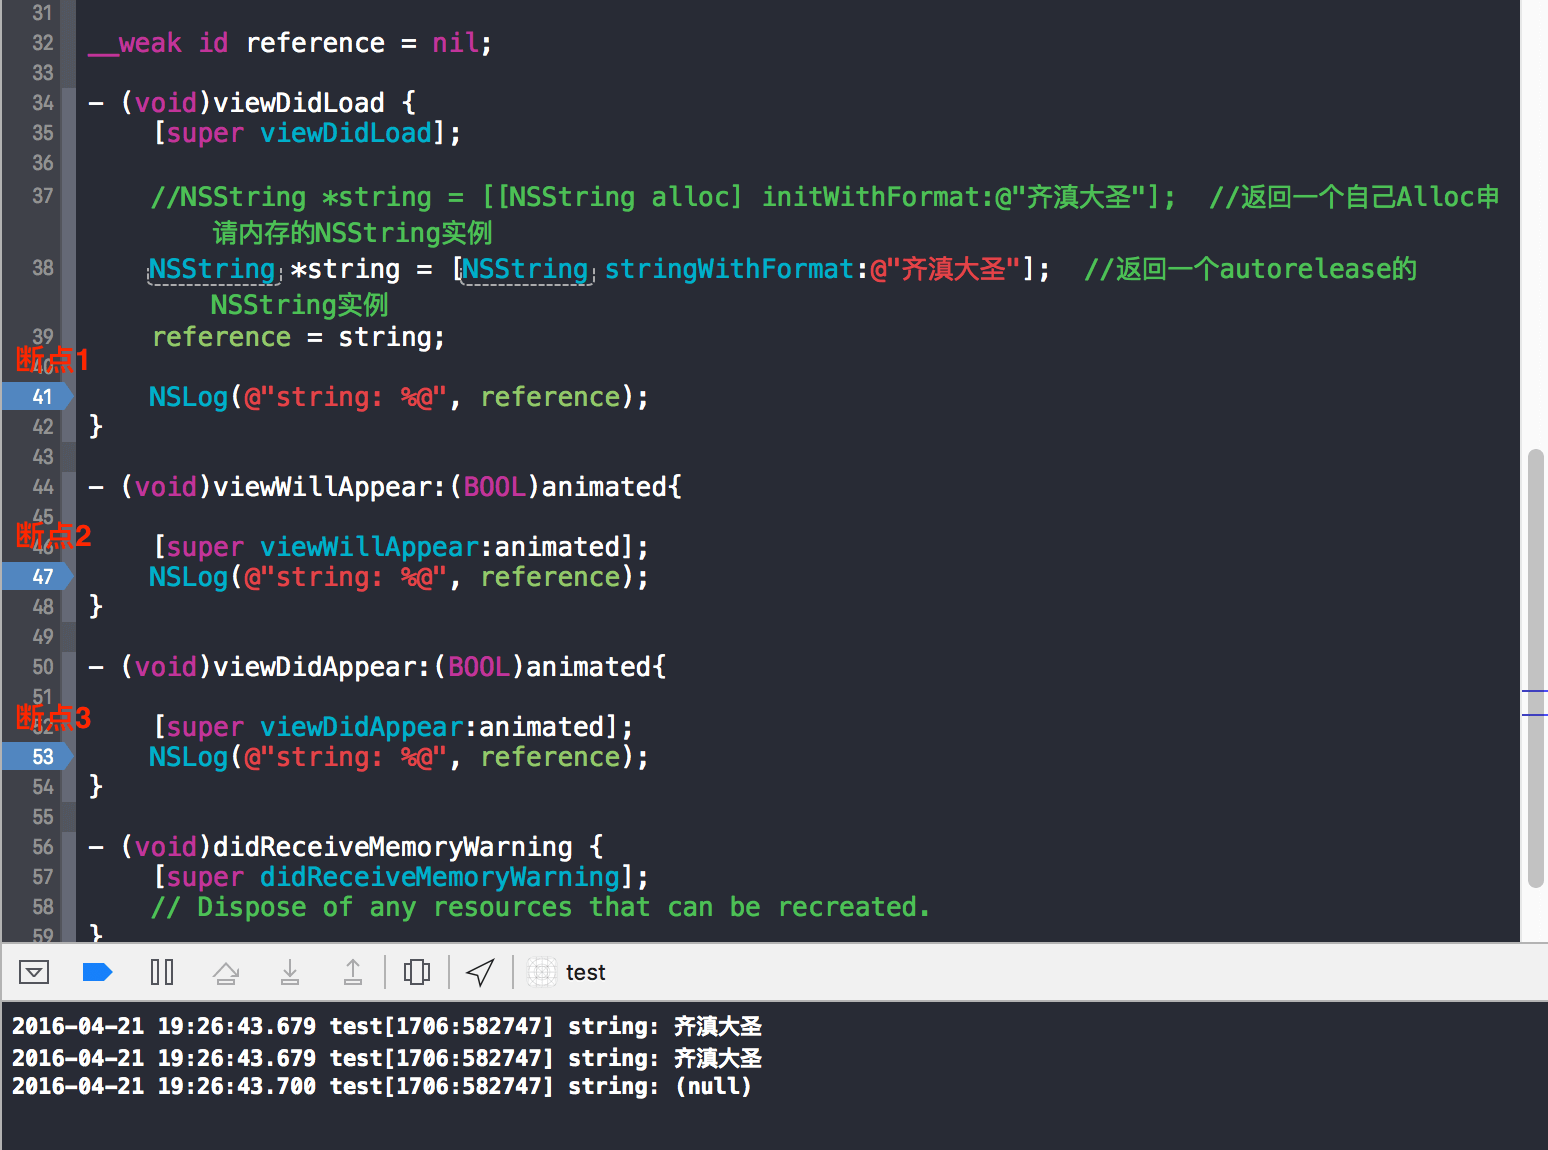 31
32 __weak id reference = nil;
33
34 - (void)viewDidLoad {
35 [super viewDidLoad];
36
37 //NSString *string = [[NSString alloc] initWithFormat:@"齐滇大圣"];  //返回一个自己Alloc申
请内存的NSString实例
38 NSString *string = [NSString stringWithFormat:@"齐滇大圣"];  //返回一个autorelease的
NSString实例
39 reference = string;
断点1
40
41 NSLog(@"string: %@", reference);
42 }
43
44 - (void)viewWillAppear:(BOOL)animated{
45
断点2
46 [super viewWillAppear:animated];
47 NSLog(@"string: %@", reference);
48 }
49
50 - (void)viewDidAppear:(BOOL)animated{
51
断点3
52 [super viewDidAppear:animated];
53 NSLog(@"string: %@", reference);
54 }
55
56 - (void)didReceiveMemoryWarning {
57 [super didReceiveMemoryWarning];
58 // Dispose of any resources that can be recreated.
59 }
test
2016-04-21 19:26:43.679 test[1706:582747] string: 齐滇大圣
2016-04-21 19:26:43.679 test[1706:582747] string: 齐滇大圣
2016-04-21 19:26:43.700 test[1706:582747] string: (null)